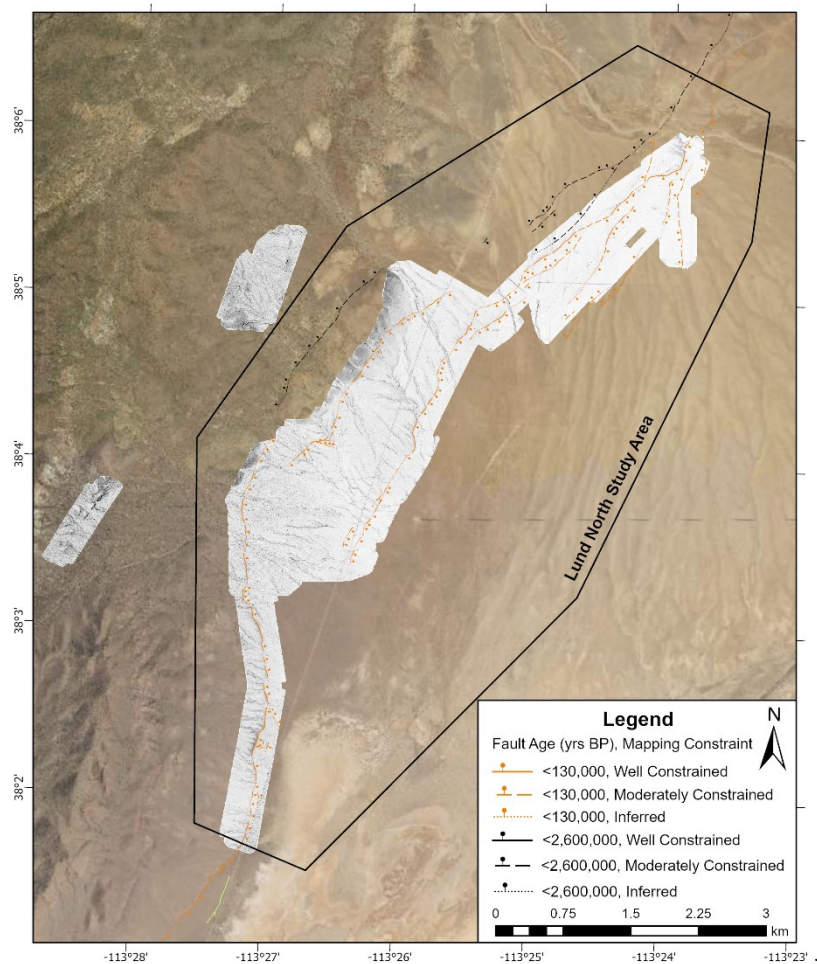 38°6'
38°5'
38°4'
38°3'
38°2'
Lund North Study Area
Legend
N
Fault Age (yrs BP), Mapping Constraint
<130,000, Well Constrained
<130,000, Moderately Constrained
<130,000, Inferred
<2,600,000, Well Constrained
<2,600,000, Moderately Constrained
<2,600,000, Inferred
0 0.75 1.5 2.25 3
km
-113°28' -113°27' -113°26' -113°25' -113°24' -113°23'